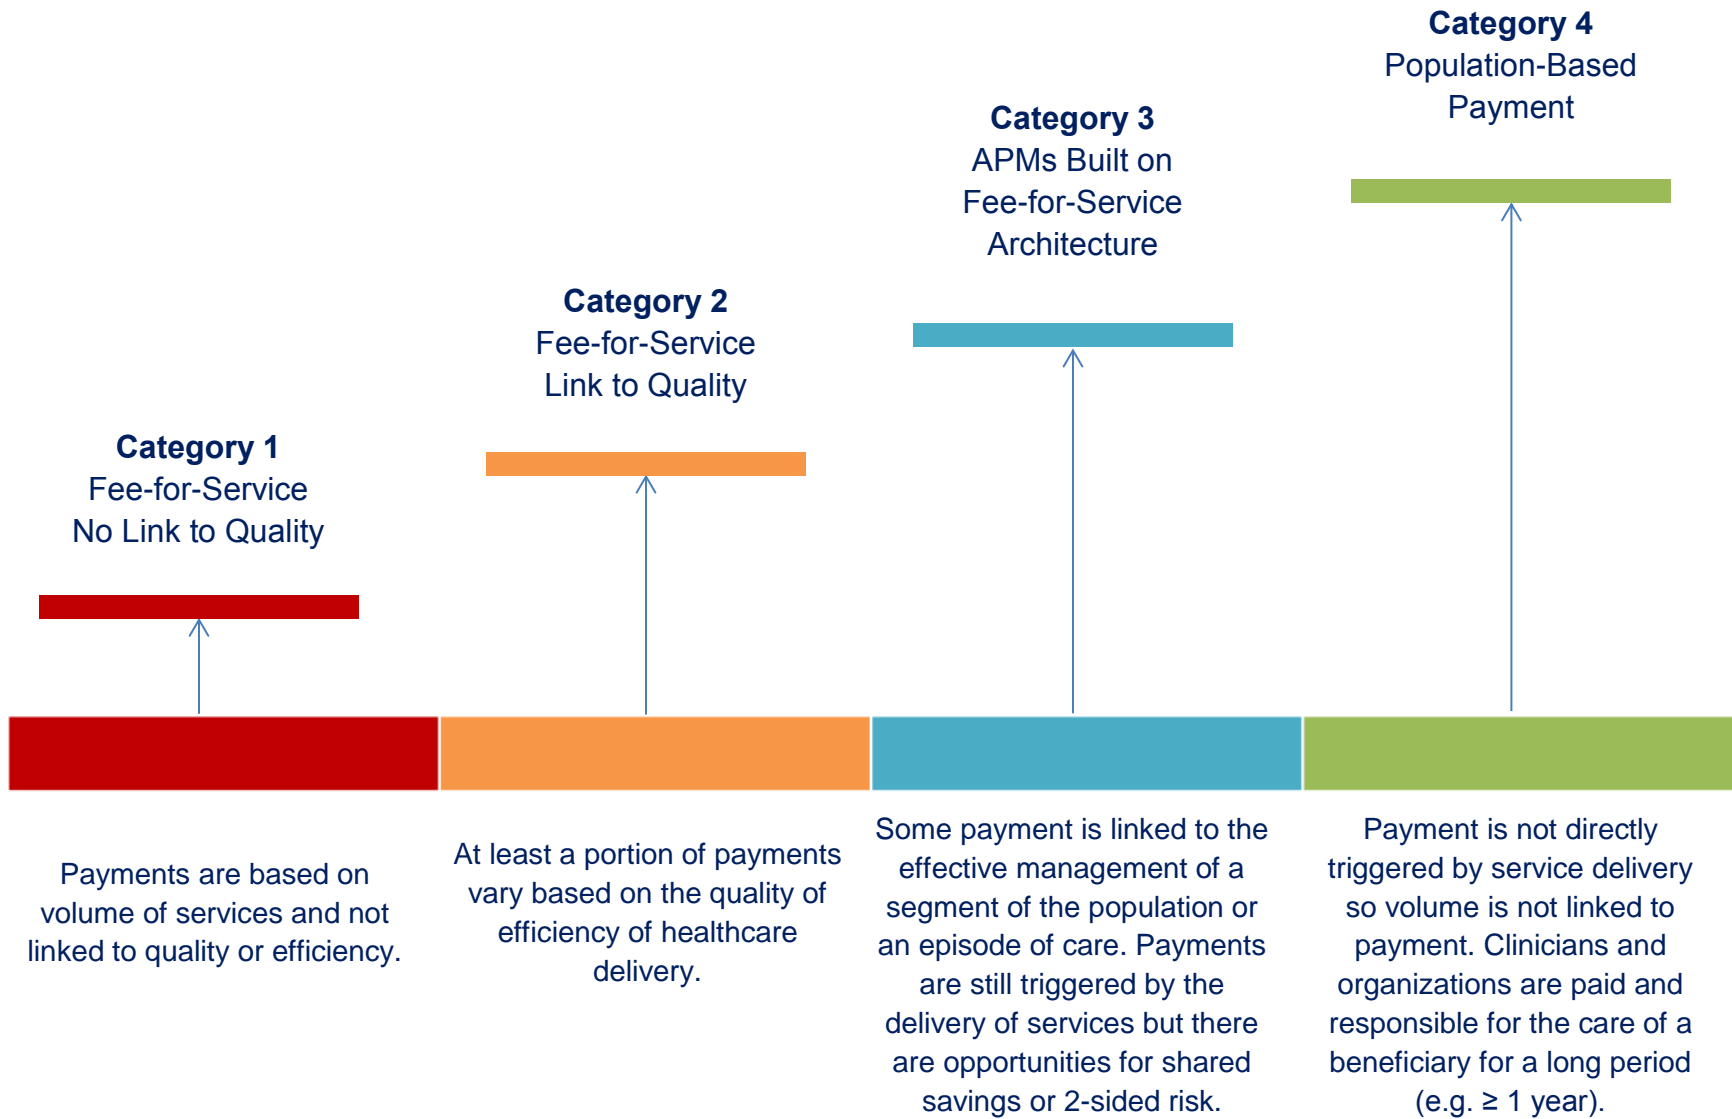 Category 1
Fee-for-Service
No Link to Quality
Category 2
Fee-for-Service
Link to Quality
Category 3
APMs Built on
Fee-for-Service
Architecture
Category 4
Population-Based
Payment
Payments are based on
volume of services and not
linked to quality or efficiency.
At least a portion of payments
vary based on the quality of
efficiency of healthcare
delivery.
Some payment is linked to the
effective management of a
segment of the population or
an episode of care. Payments
are still triggered by the
delivery of services but there
are opportunities for shared
savings or 2-sided risk.
Payment is not directly
triggered by service delivery
so volume is not linked to
payment. Clinicians and
organizations are paid and
responsible for the care of a
beneficiary for a long period
(e.g. ≥ 1 year).